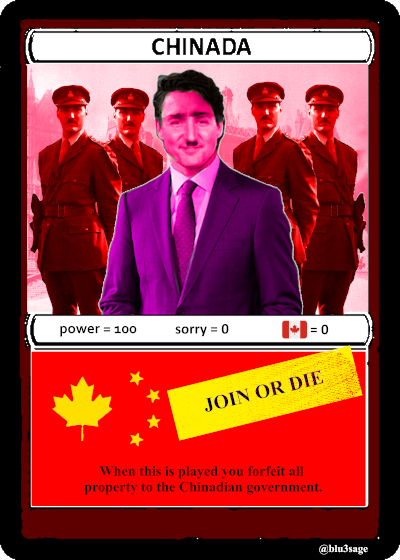 CHINADA
power = 100 sorry = 0 = 0
JOIN OR DIE
When this is played you forfeit all
property to the Chinadian government.
@blu3sage